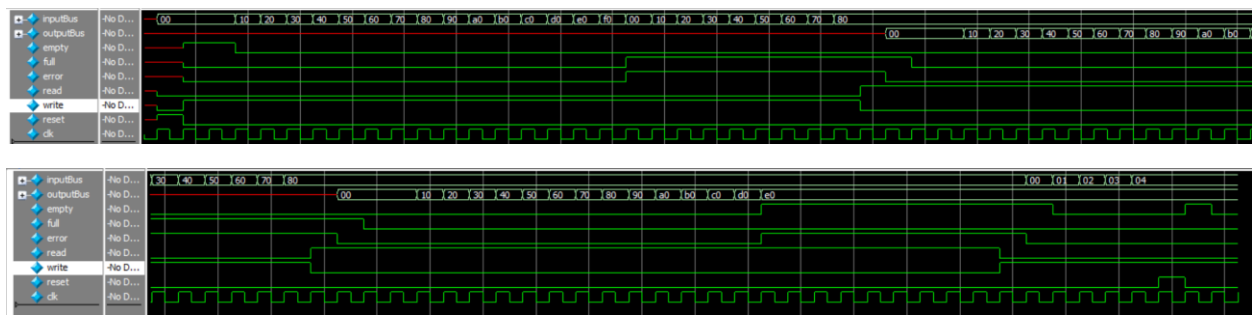 inputBus -No D... 00 10 20 30 40 50 60 70 80 90 a0 b0 c0 d0 e0 f0 00 10 20 30 40 50 60 70 80
outputBus -No D... 00 10 20 30 40 50 60 70 80 90 a0 b0
empty -No D...
full -No D...
error -No D...
read -No D...
write -No D...
reset -No D...
clk -No D...
inputBus -No D... 30 40 50 60 70 80 00 01 02 03 04
outputBus -No D... 00 10 20 30 40 50 60 70 80 90 a0 b0 c0 d0 e0
empty -No D...
full -No D...
error -No D...
read -No D...
write -No D...
reset -No D...
clk -No D...